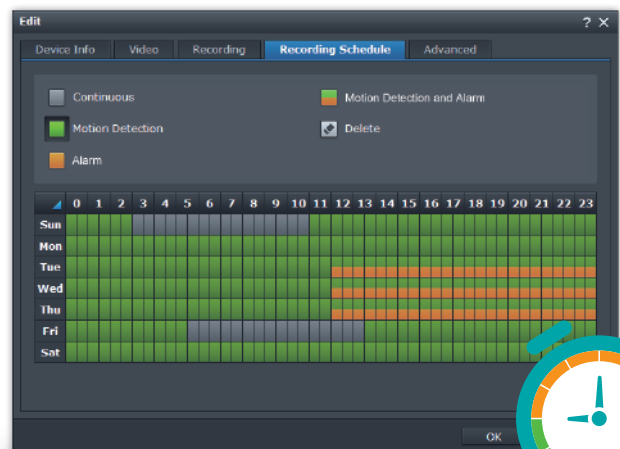 Edit ? ×
Device Info Video Recording Recording Schedule Advanced
Continuous Motion Detection and Alarm
Motion Detection Delete
Alarm
0 1 2 3 4 5 6 7 8 9 10 11 12 13 14 15 16 17 18 19 20 21 22 23
Sun
Mon
Tue
Wed
Thu
Fri
Sat
OK